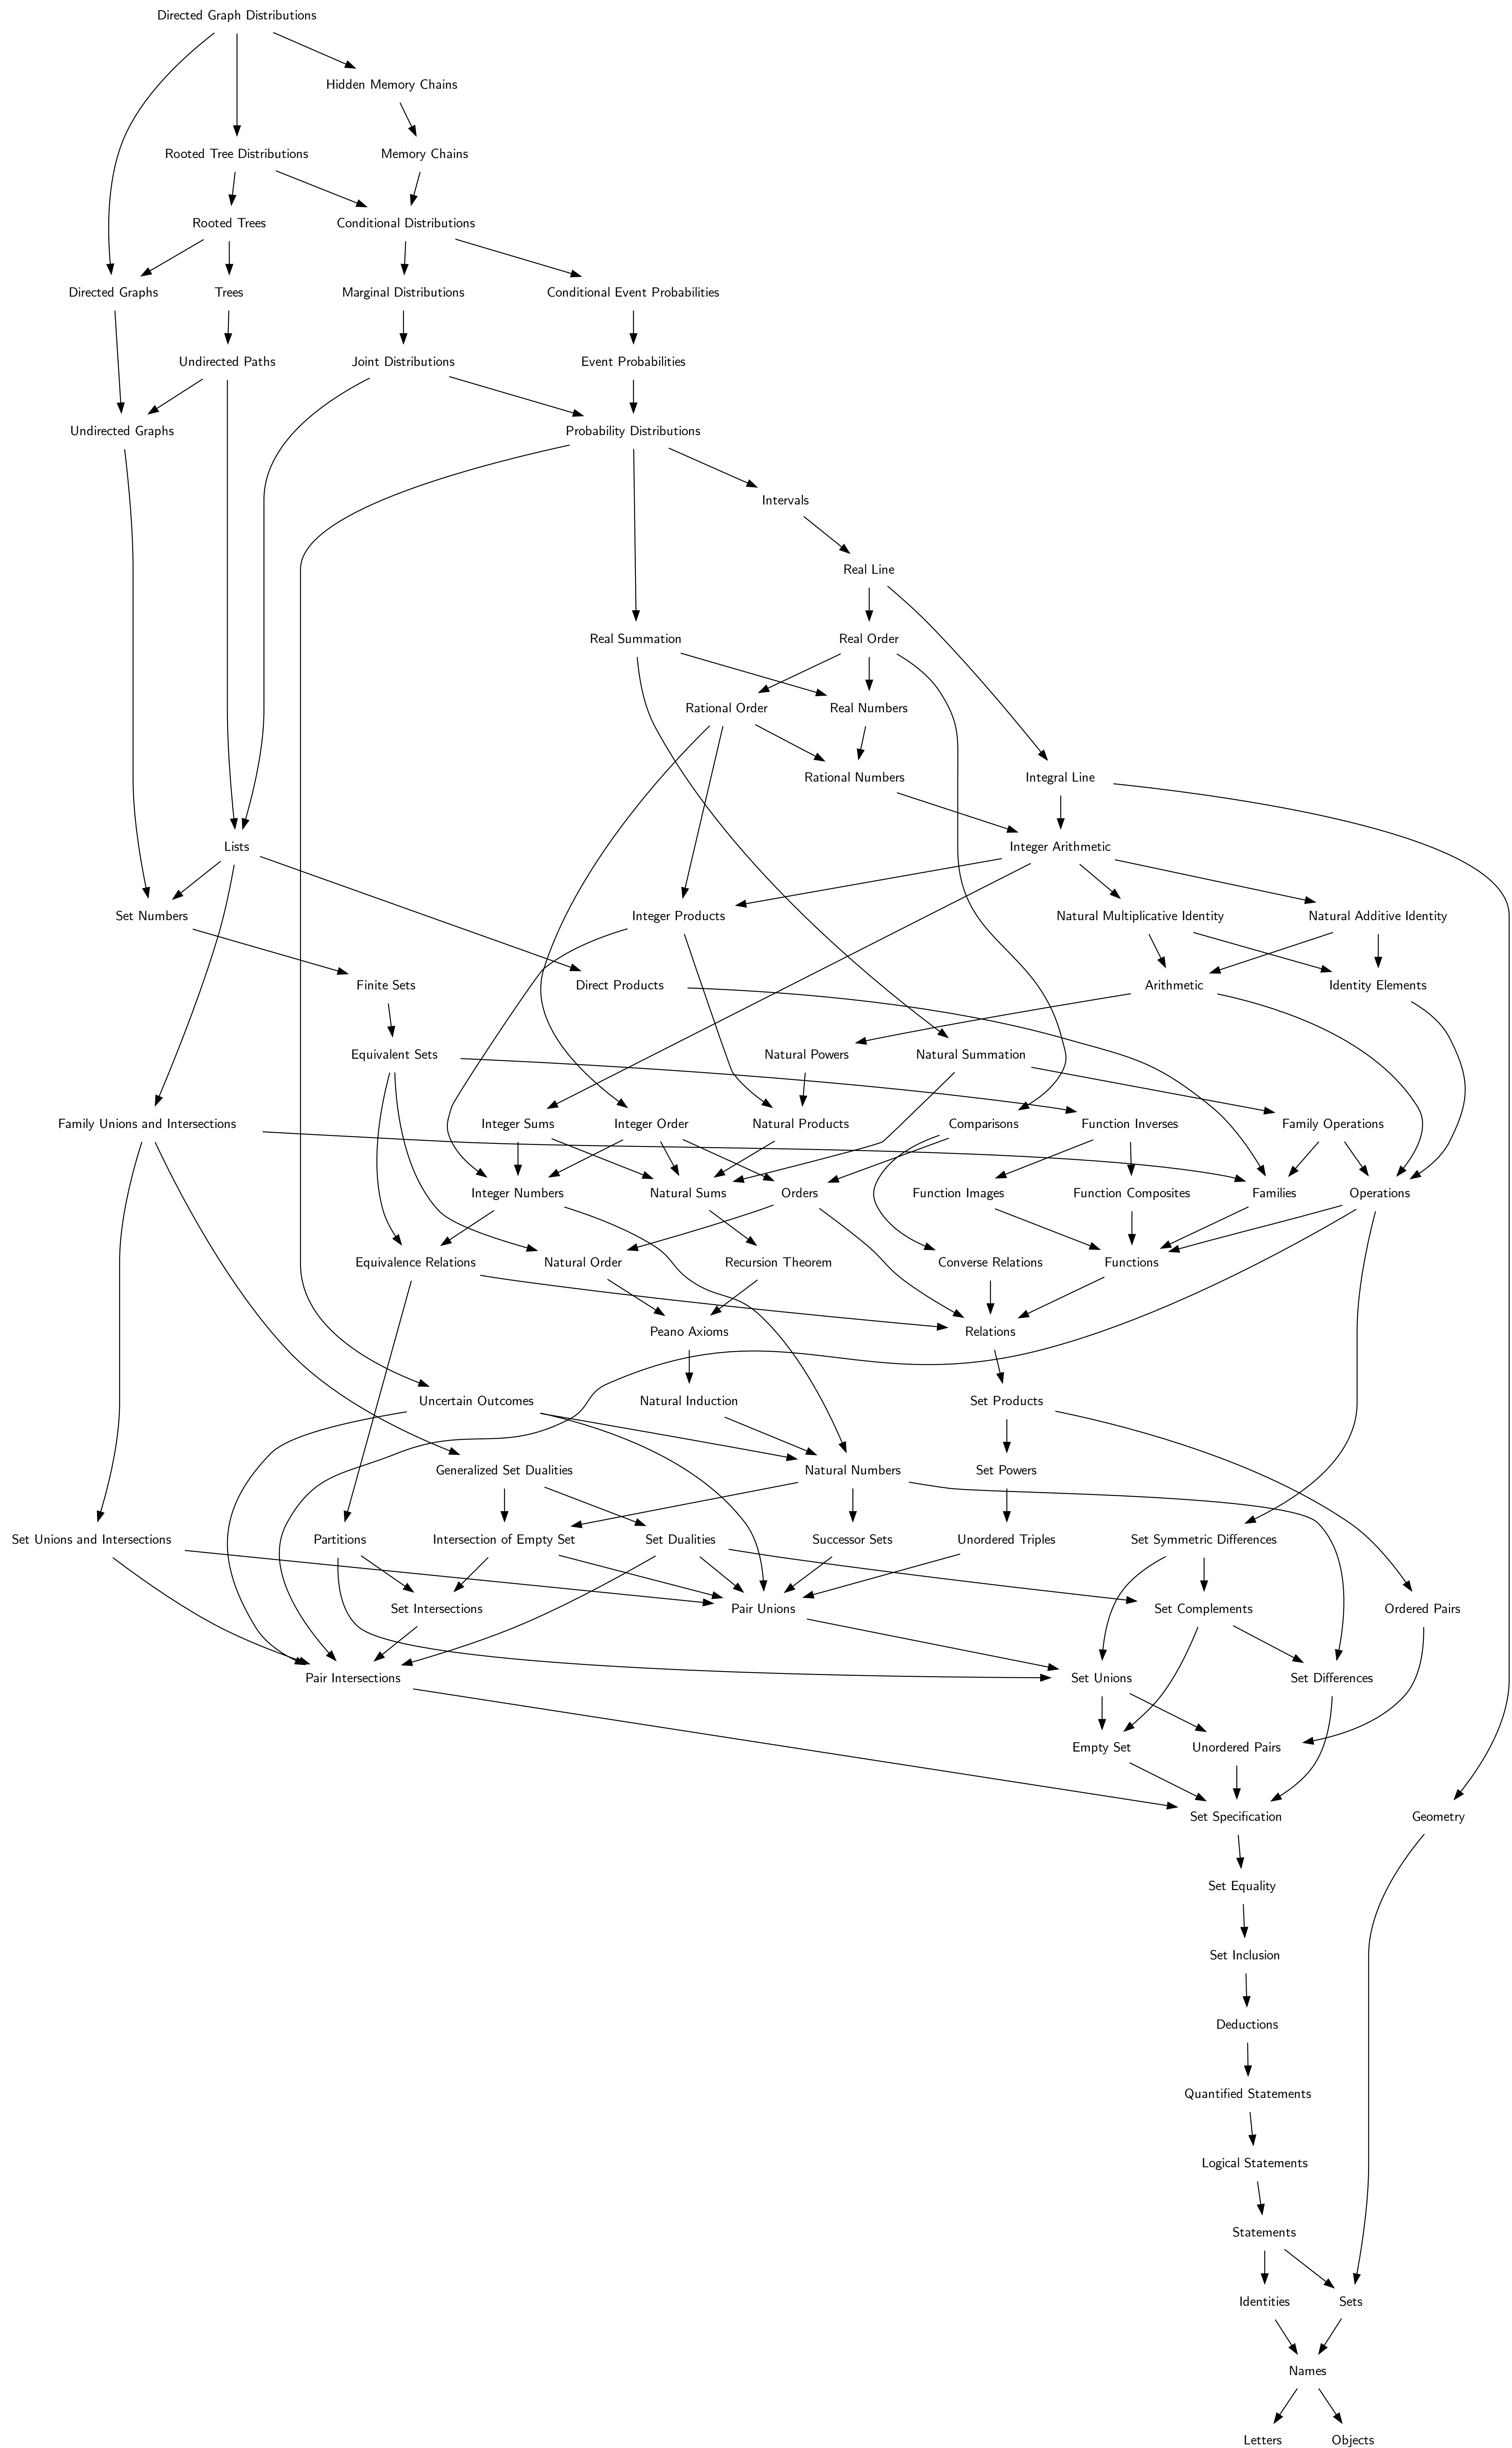 Directed Graph Distributions
Hidden Memory Chains
Rooted Tree Distributions
Memory Chains
Rooted Trees
Conditional Distributions
Directed Graphs
Trees
Marginal Distributions
Conditional Event Probabilities
Undirected Paths
Joint Distributions
Event Probabilities
Undirected Graphs
Probability Distributions
Intervals
Real Line
Real Summation
Real Order
Rational Order
Real Numbers
Rational Numbers
Integral Line
Lists
Integer Arithmetic
Set Numbers
Integer Products
Natural Multiplicative Identity
Natural Additive Identity
Finite Sets
Direct Products
Arithmetic
Identity Elements
Equivalent Sets
Natural Powers
Natural Summation
Family Unions and Intersections
Integer Sums
Integer Order
Natural Products
Comparisons
Function Inverses
Family Operations
Integer Numbers
Natural Sums
Orders
Function Images
Function Composites
Families
Operations
Equivalence Relations
Natural Order
Recursion Theorem
Converse Relations
Functions
Peano Axioms
Relations
Uncertain Outcomes
Natural Induction
Set Products
Generalized Set Dualities
Natural Numbers
Set Powers
Set Unions and Intersections
Partitions
Intersection of Empty Set
Set Dualities
Successor Sets
Unordered Triples
Set Symmetric Differences
Set Intersections
Pair Unions
Set Complements
Ordered Pairs
Pair Intersections
Set Unions
Set Differences
Empty Set
Unordered Pairs
Set Specification
Geometry
Set Equality
Set Inclusion
Deductions
Quantified Statements
Logical Statements
Statements
Identities
Sets
Names
Letters
Objects